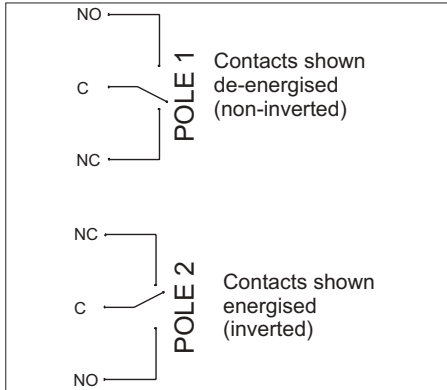 NO
C
NC
POLE 1
Contacts shown
de-energised
(non-inverted)
NC
C
NO
POLE 2
Contacts shown
energised
(inverted)